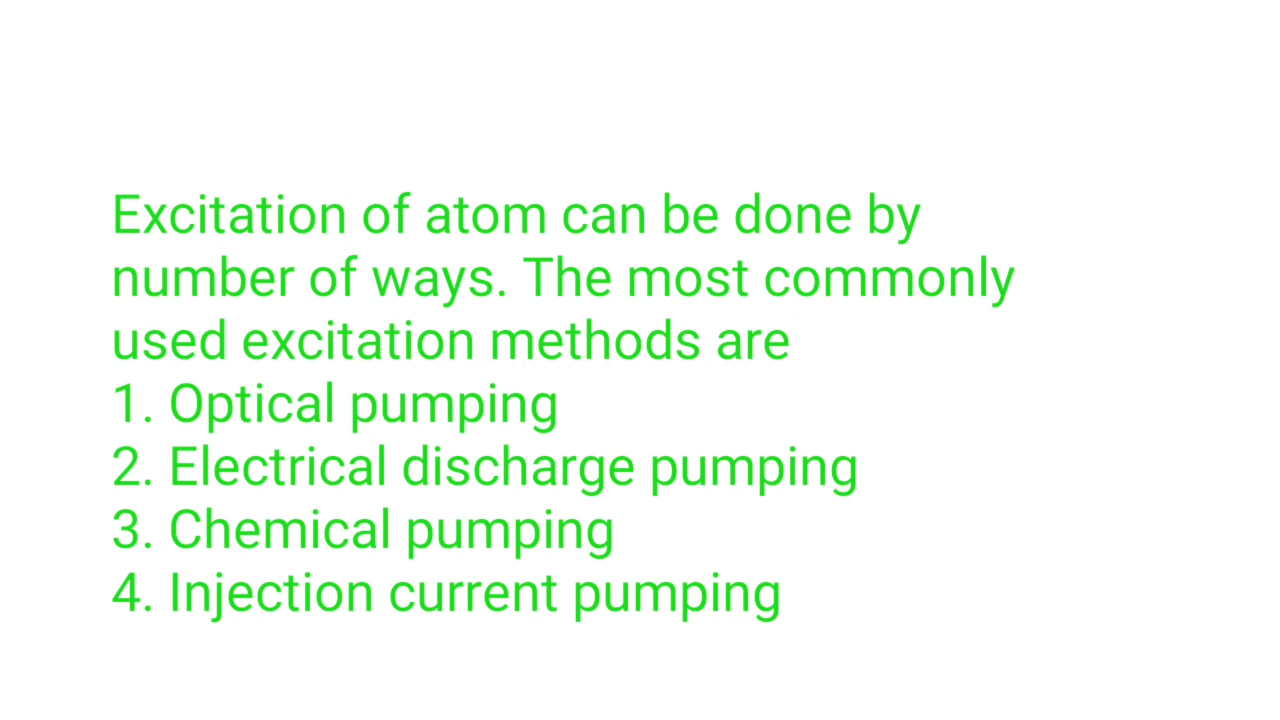 Excitation of atom can be done by
number of ways. The most commonly
used excitation methods are
1. Optical pumping
2. Electrical discharge pumping
3. Chemical pumping
4. Injection current pumping